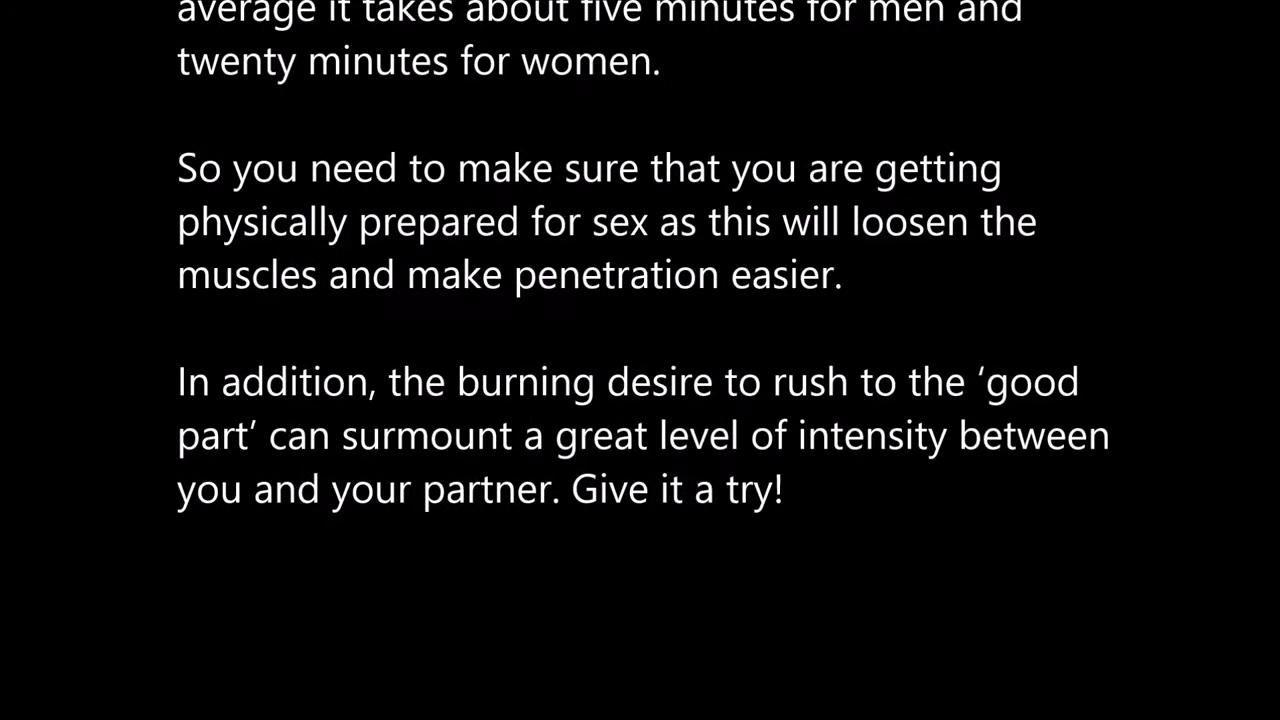 average it takes about five minutes for men and
twenty minutes for women.
So you need to make sure that you are getting
physically prepared for sex as this will loosen the
muscles and make penetration easier.
In addition, the burning desire to rush to the ‘good
part’ can surmount a great level of intensity between
you and your partner. Give it a try!